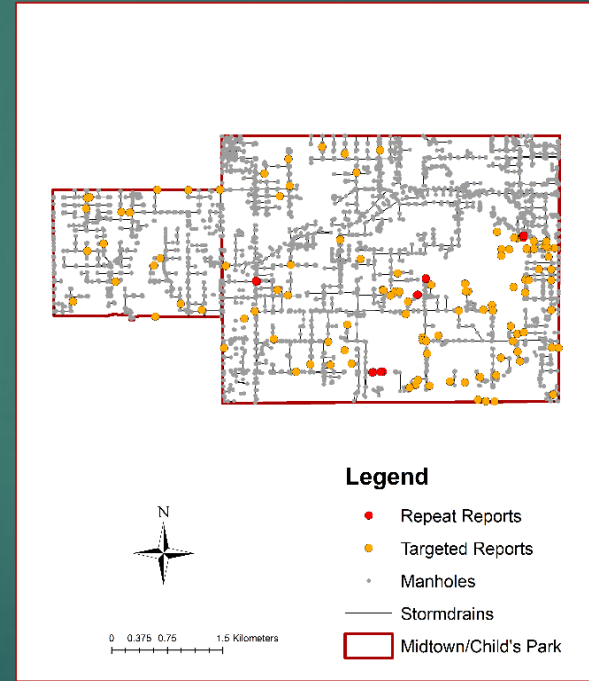 Legend
Repeat Reports
Targeted Reports
Manholes
Stormdrains
Midtown/Child's Park
N
0 0.375 0.75 1.5 Kilometers